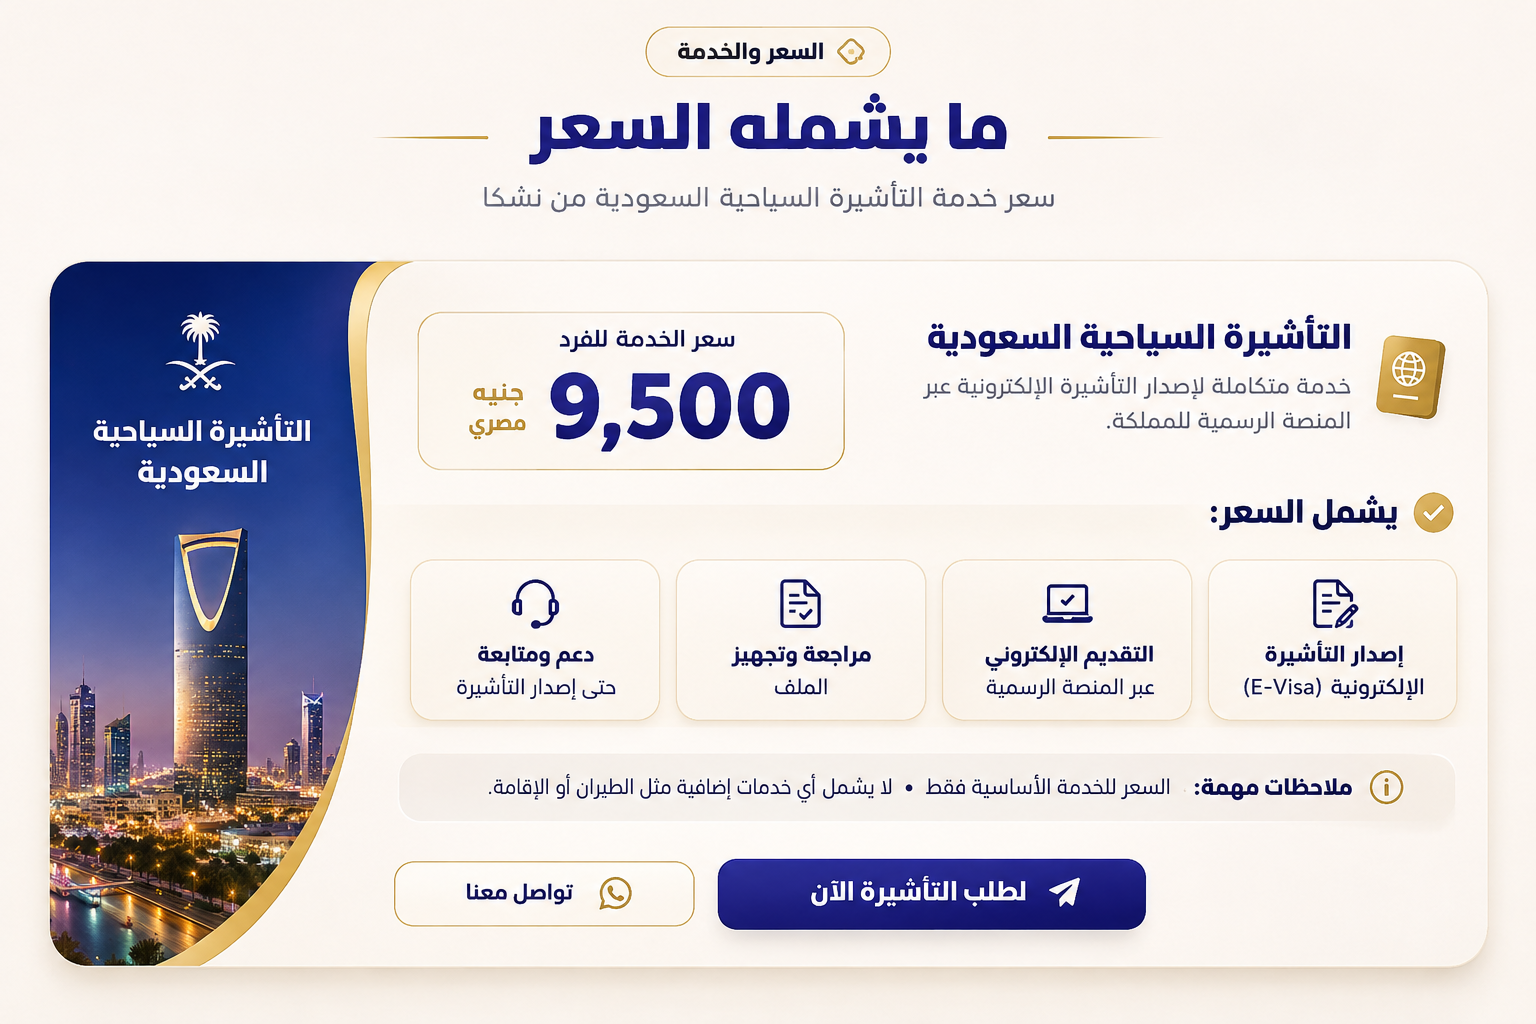 السعر والخدمة
ما يشمله السعر
سعر خدمة التأشيرة السياحية السعودية من نشكا
التأشيرة السياحية السعودية
خدمة متكاملة لإصدار التأشيرة الإلكترونية عبر
المنصة الرسمية للمملكة.
سعر الخدمة للفرد
9,500 جنيه
مصري
التأشيرة السياحية
السعودية
يشمل السعر:
إصدار التأشيرة
الإلكترونية (E-Visa)
التقديم الإلكتروني
عبر المنصة الرسمية
مراجعة وتجهيز
الملف
دعم ومتابعة
حتى إصدار التأشيرة
ملاحظات مهمة: السعر للخدمة الأساسية فقط • لا يشمل أي خدمات إضافية مثل الطيران أو الإقامة.
لطلب التأشيرة الآن
تواصل معنا